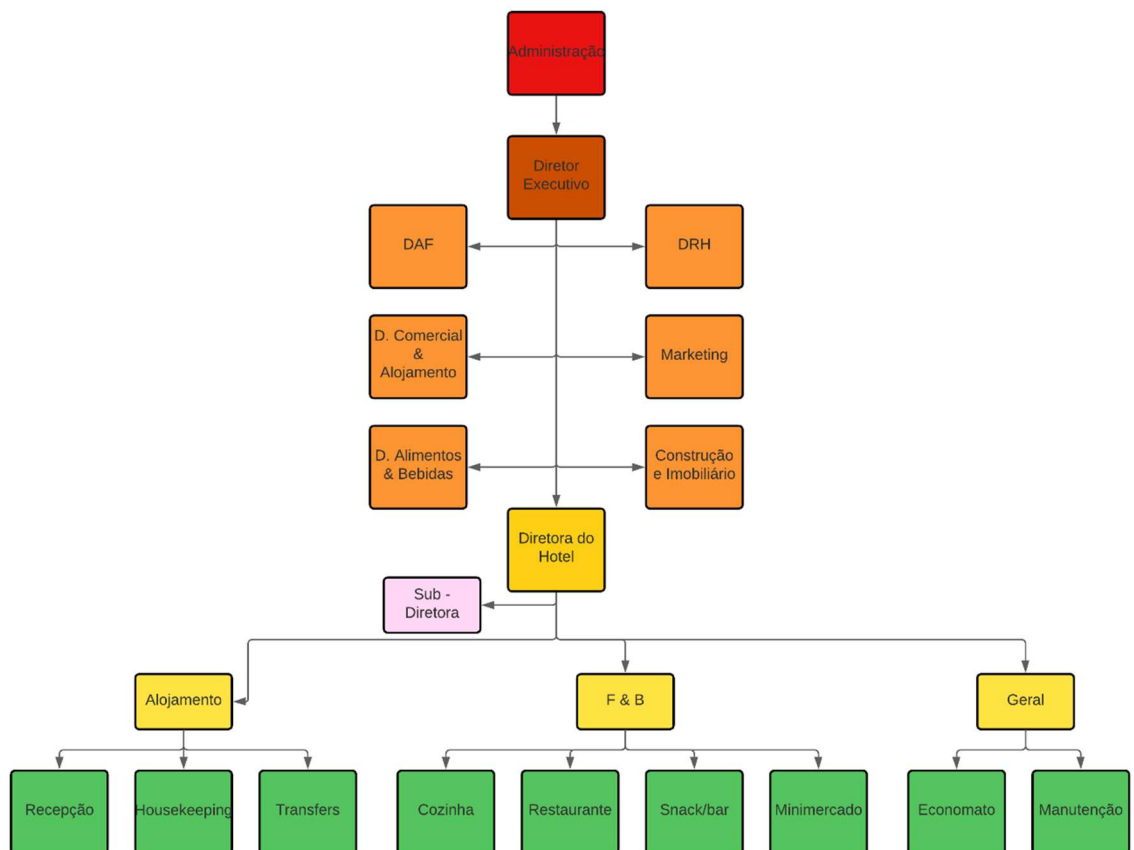 Administração
Diretor
Executivo
DAF
DRH
D. Comercial
&
Alojamento
Marketing
D. Alimentos
& Bebidas
Construção
e Imobiliário
Diretora do
Hotel
Sub -
Diretora
Alojamento
F & B
Geral
Recepção
Housekeeping
Transfers
Cozinha
Restaurante
Snack/bar
Minimercado
Economato
Manutenção